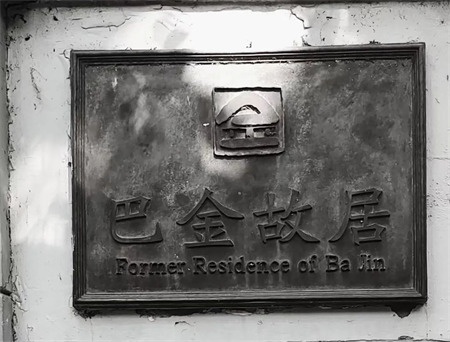 巴金故居
Former Residence of Ba Jin